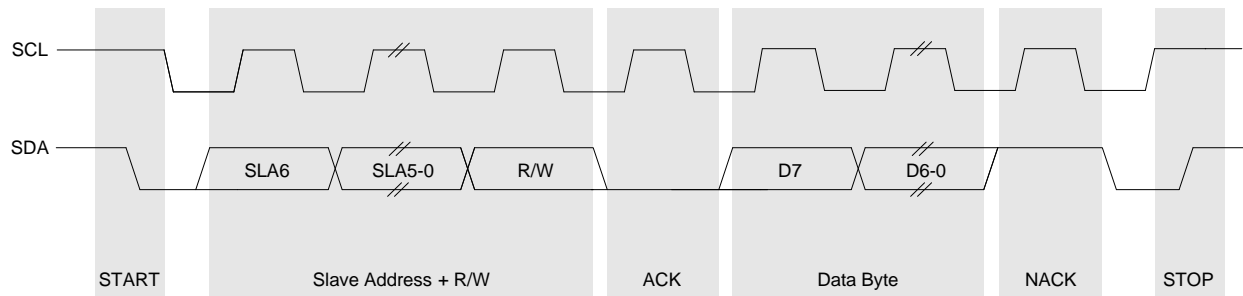 SCL
SDA
SLA6
SLA5-0
R/W
D7
D6-0
START
Slave Address + R/W
ACK
Data Byte
NACK
STOP